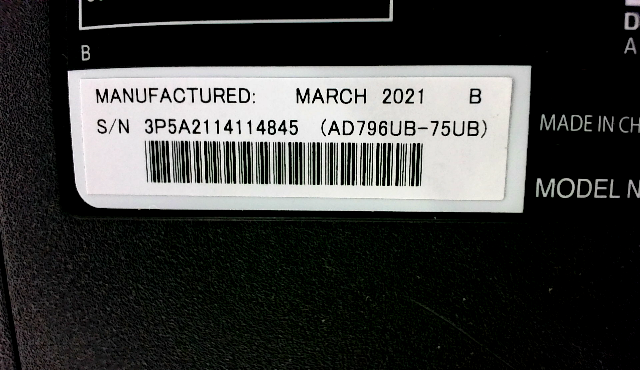 B
MANUFACTURED: MARCH 2021 B
S/N 3P5A2114114845 (AD796UB-75UB)
MADE IN CH
MODEL N
D
A